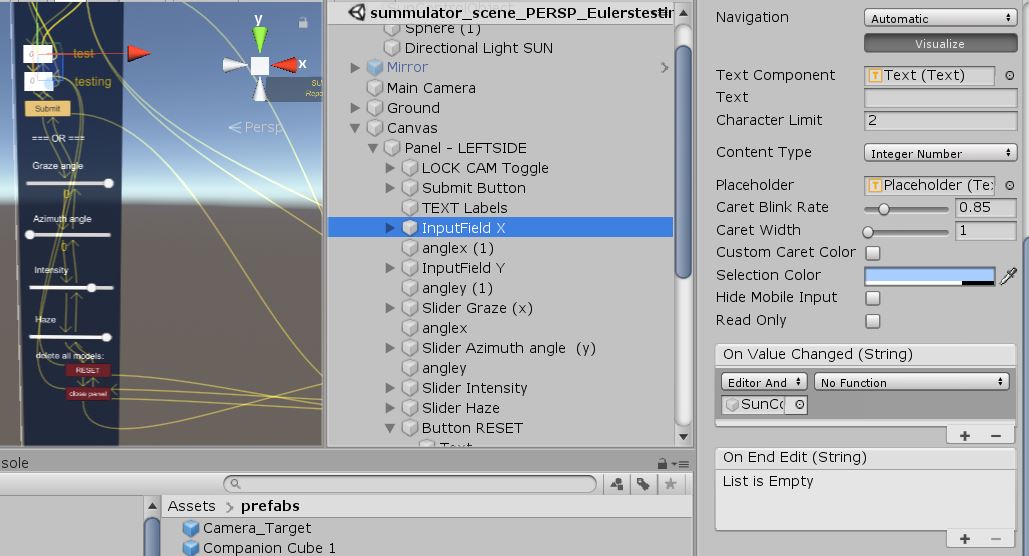 test
testing
Submit
=== OR ===
Graze angle
0
Azimuth angle
0
Intensity
Haze
delete all models:
RESET
close panel
y
x
Persp
summulator_scene_PERSP_Eulerstestin
Sphere (1)
Directional Light SUN
Mirror
Main Camera
Ground
Canvas
Panel - LEFTSIDE
LOCK CAM Toggle
Submit Button
TEXT Labels
InputField X
anglex (1)
InputField Y
angley (1)
Slider Graze (x)
anglex
Slider Azimuth angle (y)
angley
Slider Intensity
Slider Haze
Button RESET
Text
sole
Assets > prefabs
Camera_Target
Companion Cube 1
Navigation Automatic
Visualize
Text Component T Text (Text)
Text
Character Limit 2
Content Type Integer Number
Placeholder T Placeholder (Te
Caret Blink Rate 0.85
Caret Width 1
Custom Caret Color
Selection Color
Hide Mobile Input
Read Only
On Value Changed (String)
Editor And No Function
SunCo
+ −
On End Edit (String)
List is Empty
+ −